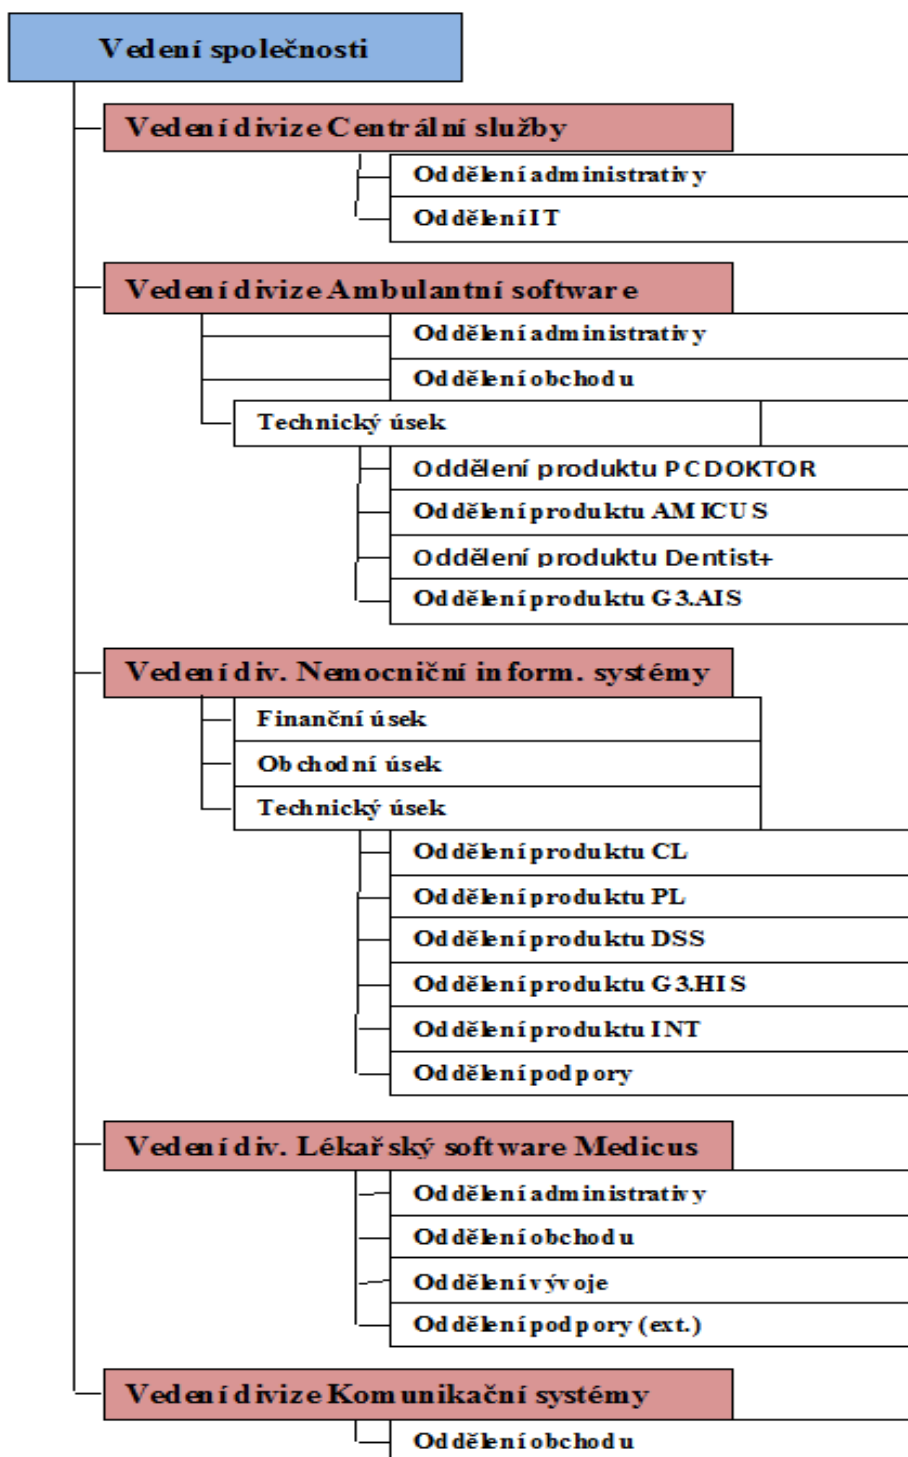 Vedení společnosti
Vedení divize Centrální služby
Oddělení administrativy
Oddělení IT
Vedení divize Ambulantní software
Oddělení administrativy
Oddělení obchodu
Technický úsek
Oddělení produktu PC DOKTOR
Oddělení produktu AMICUS
Oddělení produktu Dentist+
Oddělení produktu G3.AIS
Vedení div. Nemocniční inform. systémy
Finanční úsek
Obchodní úsek
Technický úsek
Oddělení produktu CL
Oddělení produktu PL
Oddělení produktu DSS
Oddělení produktu G3.HIS
Oddělení produktu INT
Oddělení podpory
Vedení div. Lékařský software Medicus
Oddělení administrativy
Oddělení obchodu
Oddělení vývoje
Oddělení podpory (ext.)
Vedení divize Komunikační systémy
Oddělení obchodu